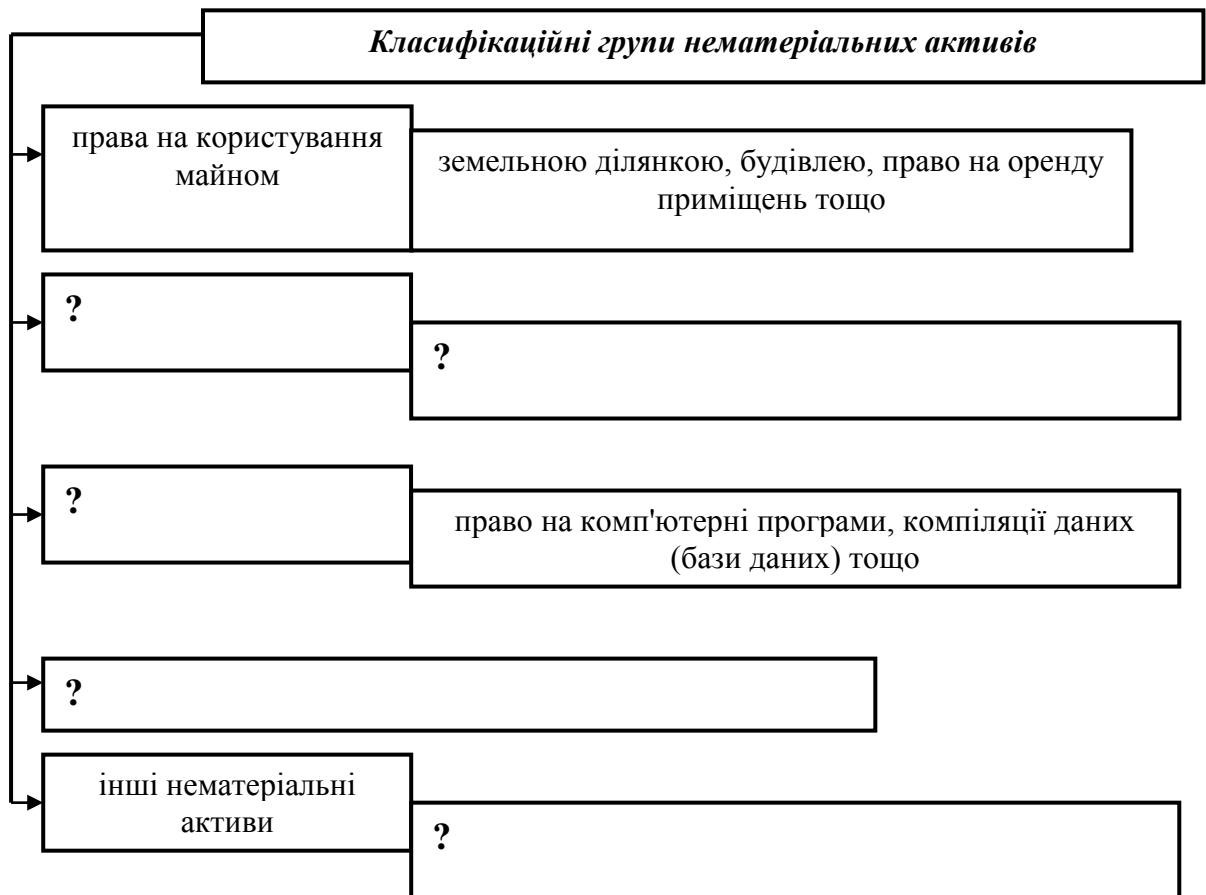 Класифікаційні групи нематеріальних активів
права на користування
майном
земельною ділянкою, будівлею, право на оренду
приміщень тощо
?
?
?
право на комп'ютерні програми, компіляції даних
(бази даних) тощо
?
інші нематеріальні
активи
?